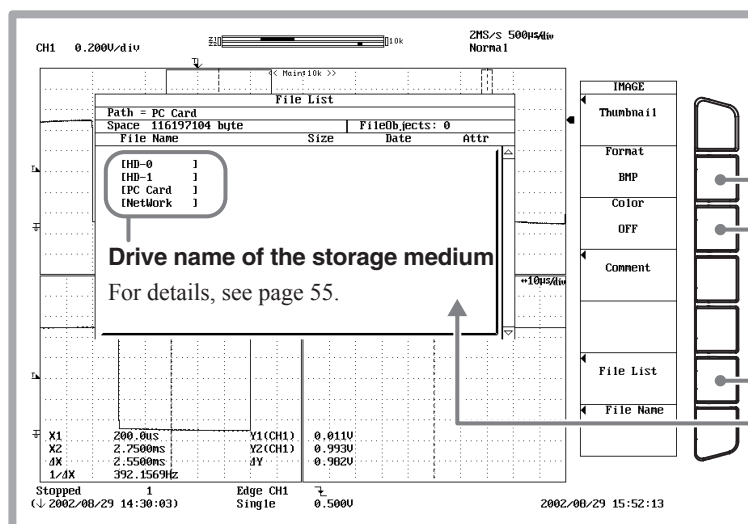 CH1 0.200V/div
10k
2MS/s 500µs/div
Normal
<< Main:10k >>
File List
Path = PC Card
Space 116197104 byte FileObjects: 0
File Name Size Date Attr
[HD-0 ]
[HD-1 ]
[PC Card ]
[NetWork ]
Drive name of the storage medium
For details, see page 55.
10µs/div
X1 200.0us Y1(CH1) 0.011V
X2 2.7500ms Y2(CH1) 0.993V
ΔX 2.5500ms ΔY 0.982V
1/ΔX 392.1569Hz
Stopped 1 Edge CH1
(↓ 2002/08/29 14:30:03) Single 0.500V 2002/08/29 15:52:13
IMAGE
Thumbnail
Format
BMP
Color
OFF
Comment
File List
File Name